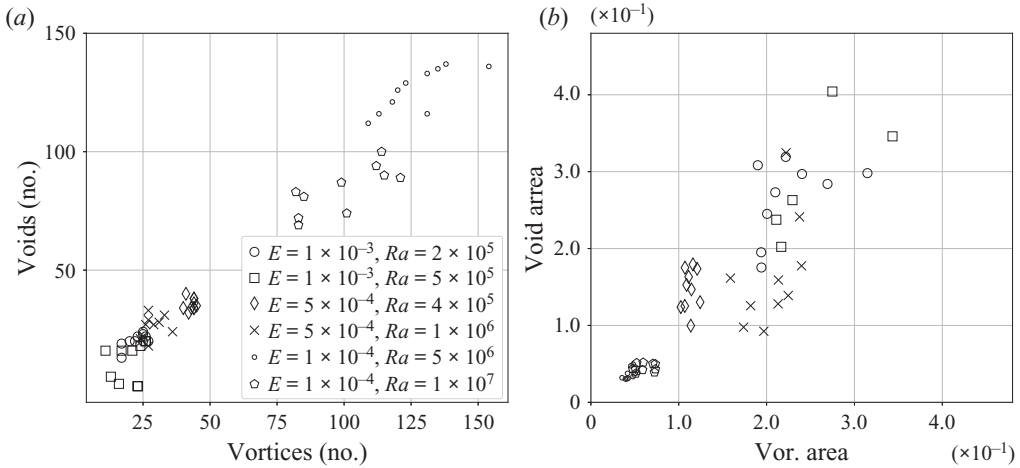 (a)
150
100
50
Voids (no.)
25
50
75
100
125
150
Vortices (no.)
E = 1 × 10⁻³, Ra = 2 × 10⁵
E = 1 × 10⁻³, Ra = 5 × 10⁵
E = 5 × 10⁻⁴, Ra = 4 × 10⁵
E = 5 × 10⁻⁴, Ra = 1 × 10⁶
E = 1 × 10⁻⁴, Ra = 5 × 10⁶
E = 1 × 10⁻⁴, Ra = 1 × 10⁷
(b)
(×10⁻¹)
4.0
3.0
2.0
1.0
0
Void arrea
0
1.0
2.0
3.0
4.0
Vor. area
(×10⁻¹)